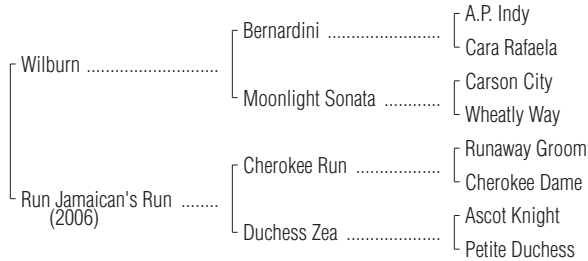 A.P. Indy
Bernardini ......................
Cara Rafaela
Wilburn ..........................
Carson City
Moonlight Sonata ............
Wheatly Way
Runaway Groom
Cherokee Run .................
Cherokee Dame
Run Jamaican's Run ........
(2006)
Ascot Knight
Duchess Zea ...................
Petite Duchess